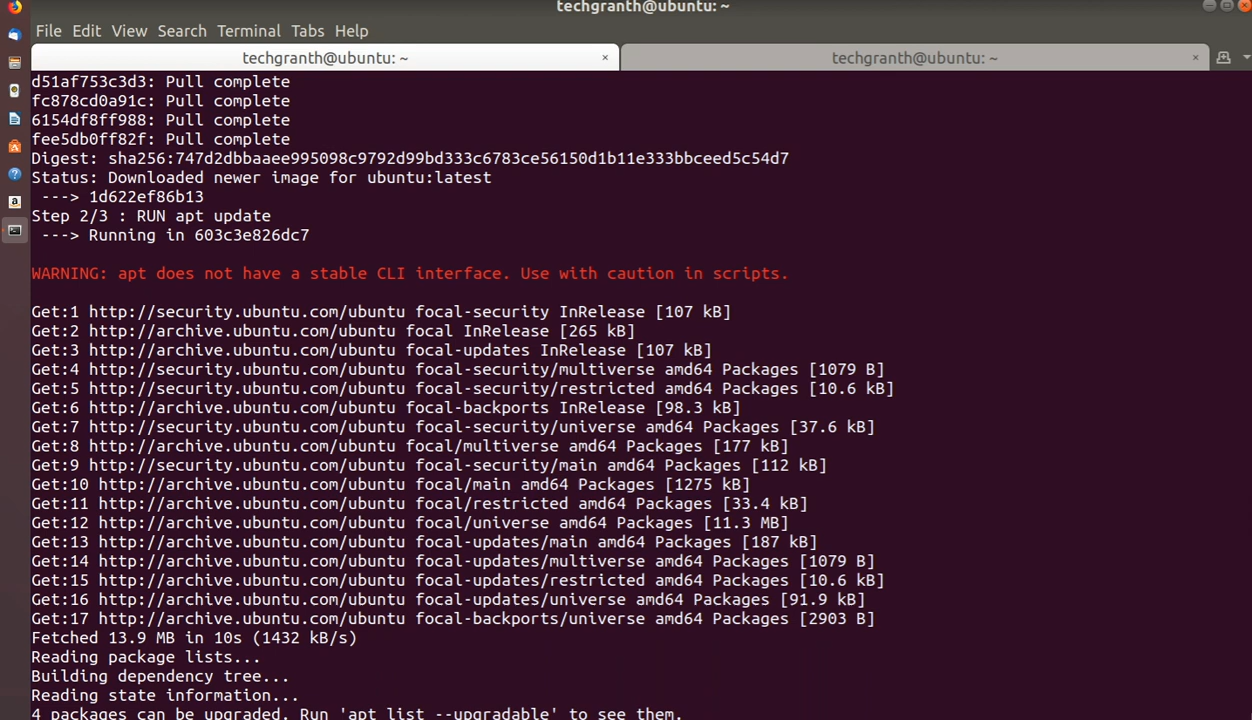 techgranth@ubuntu: ~
File Edit View Search Terminal Tabs Help
techgranth@ubuntu: ~ × techgranth@ubuntu: ~ ×
d51af753c3d3: Pull complete
fc878cd0a91c: Pull complete
6154df8ff988: Pull complete
fee5db0ff82f: Pull complete
Digest: sha256:747d2dbbaaee995098c9792d99bd333c6783ce56150d1b11e333bbceed5c54d7
Status: Downloaded newer image for ubuntu:latest
 ---> 1d622ef86b13
Step 2/3 : RUN apt update
 ---> Running in 603c3e826dc7
WARNING: apt does not have a stable CLI interface. Use with caution in scripts.
Get:1 http://security.ubuntu.com/ubuntu focal-security InRelease [107 kB]
Get:2 http://archive.ubuntu.com/ubuntu focal InRelease [265 kB]
Get:3 http://archive.ubuntu.com/ubuntu focal-updates InRelease [107 kB]
Get:4 http://security.ubuntu.com/ubuntu focal-security/multiverse amd64 Packages [1079 B]
Get:5 http://security.ubuntu.com/ubuntu focal-security/restricted amd64 Packages [10.6 kB]
Get:6 http://archive.ubuntu.com/ubuntu focal-backports InRelease [98.3 kB]
Get:7 http://security.ubuntu.com/ubuntu focal-security/universe amd64 Packages [37.6 kB]
Get:8 http://archive.ubuntu.com/ubuntu focal/multiverse amd64 Packages [177 kB]
Get:9 http://security.ubuntu.com/ubuntu focal-security/main amd64 Packages [112 kB]
Get:10 http://archive.ubuntu.com/ubuntu focal/main amd64 Packages [1275 kB]
Get:11 http://archive.ubuntu.com/ubuntu focal/restricted amd64 Packages [33.4 kB]
Get:12 http://archive.ubuntu.com/ubuntu focal/universe amd64 Packages [11.3 MB]
Get:13 http://archive.ubuntu.com/ubuntu focal-updates/main amd64 Packages [187 kB]
Get:14 http://archive.ubuntu.com/ubuntu focal-updates/multiverse amd64 Packages [1079 B]
Get:15 http://archive.ubuntu.com/ubuntu focal-updates/restricted amd64 Packages [10.6 kB]
Get:16 http://archive.ubuntu.com/ubuntu focal-updates/universe amd64 Packages [91.9 kB]
Get:17 http://archive.ubuntu.com/ubuntu focal-backports/universe amd64 Packages [2903 B]
Fetched 13.9 MB in 10s (1432 kB/s)
Reading package lists...
Building dependency tree...
Reading state information...
4 packages can be upgraded. Run 'apt list --upgradable' to see them.